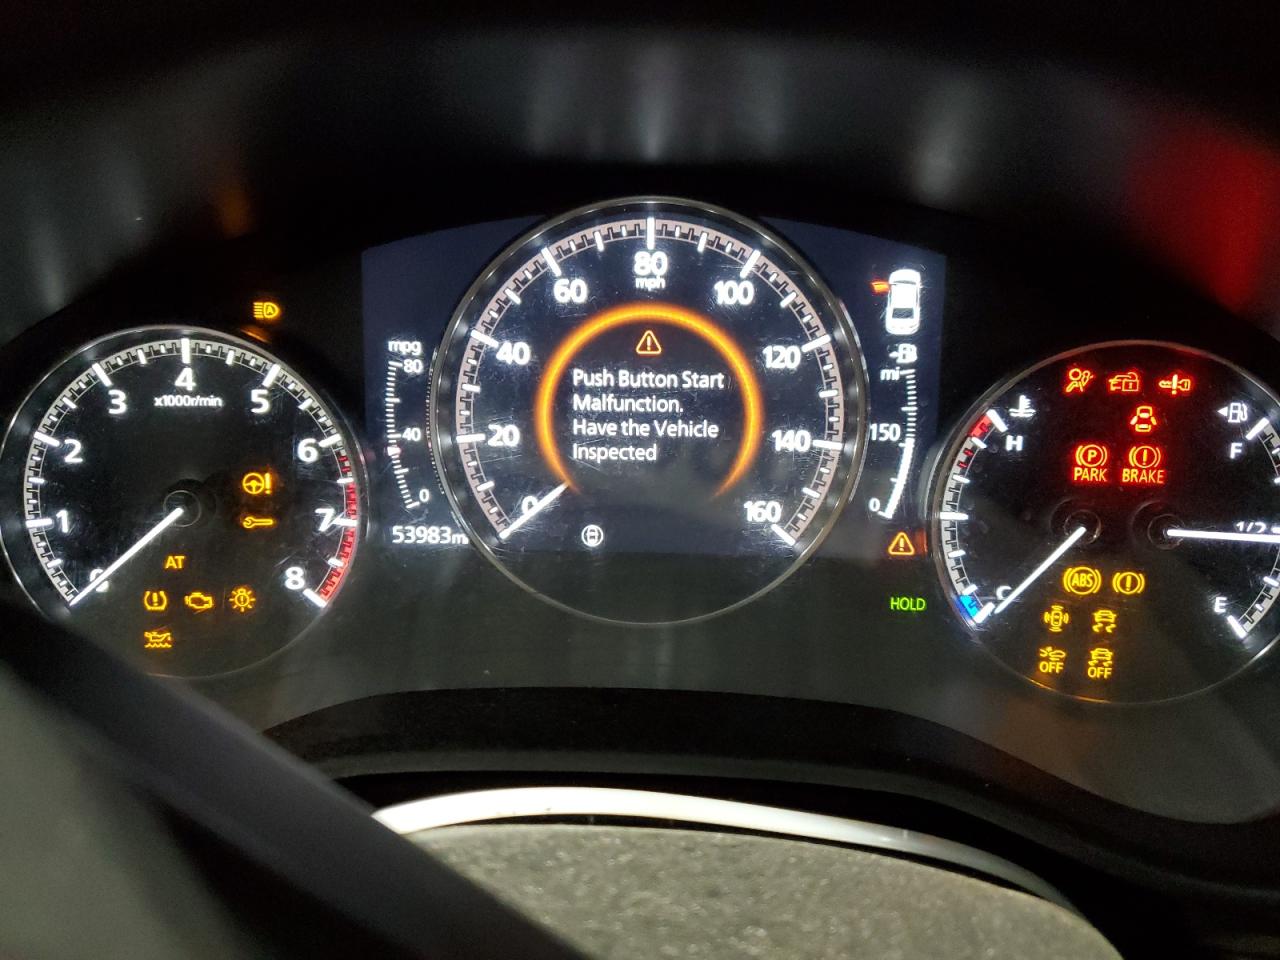 80
mph
60
100
mpg
80
40
120
mi
4
x1000r/min
3
5
Push Button Start
Malfunction.
Have the Vehicle
Inspected
H
F
2
6
40
20
140
150
P
PARK
BRAKE
1
7
0
0
160
0
1/2
53983m
AT
8
0
ABS
C
E
HOLD
OFF
OFF
A